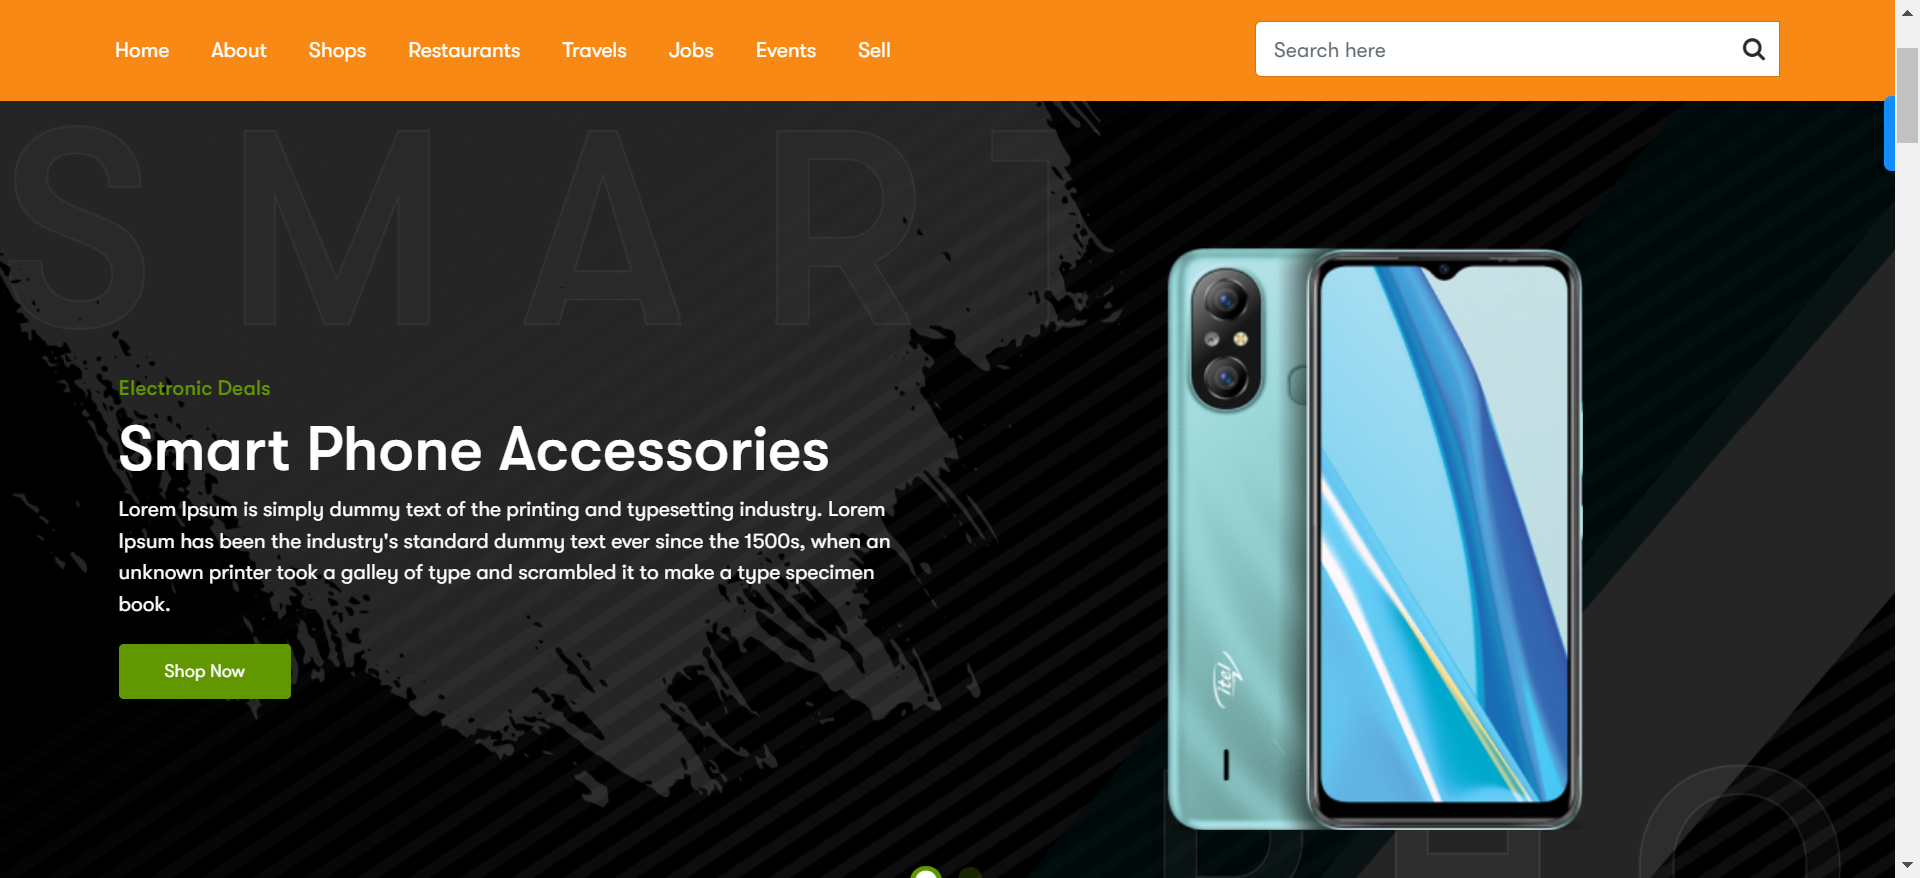 Home About Shops Restaurants Travels Jobs Events Sell
Search here
SMART
Electronic Deals
Smart Phone Accessories
Lorem Ipsum is simply dummy text of the printing and typesetting industry. Lorem
Ipsum has been the industry's standard dummy text ever since the 1500s, when an
unknown printer took a galley of type and scrambled it to make a type specimen
book.
Shop Now
itel